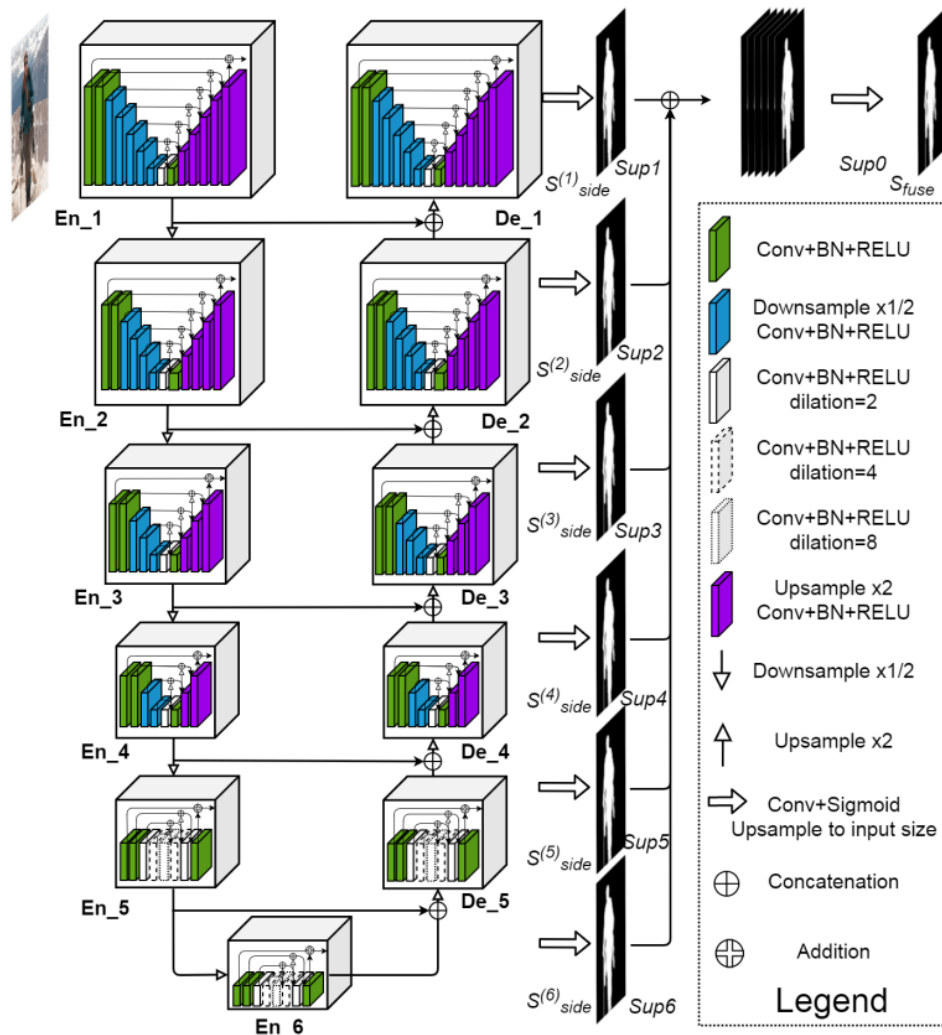 En_1
De_1
S(1)side
Sup1
Sup0
Sfuse
En_2
De_2
S(2)side
Sup2
En_3
De_3
S(3)side
Sup3
En_4
De_4
S(4)side
Sup4
En_5
De_5
S(5)side
Sup5
En_6
S(6)side
Sup6
Conv+BN+RELU
Downsample x1/2
Conv+BN+RELU
Conv+BN+RELU
dilation=2
Conv+BN+RELU
dilation=4
Conv+BN+RELU
dilation=8
Upsample x2
Conv+BN+RELU
Downsample x1/2
Upsample x2
Conv+Sigmoid
Upsample to input size
Concatenation
Addition
Legend